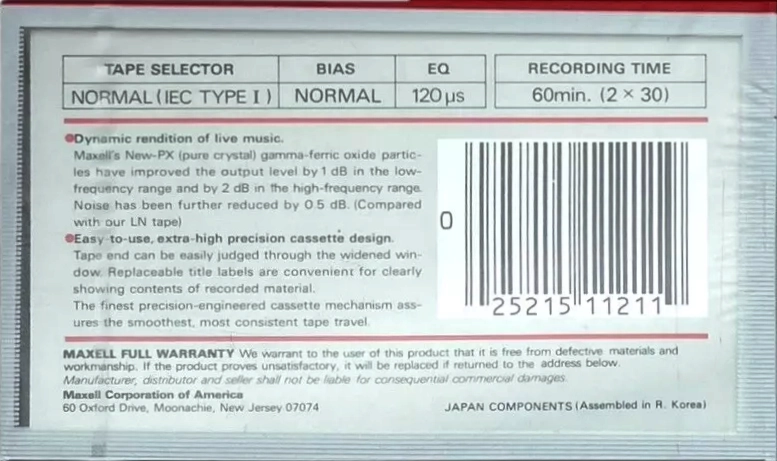 TAPE SELECTOR BIAS EQ RECORDING TIME
NORMAL (IEC TYPE I) NORMAL 120 μs 60min. (2 × 30)
●Dynamic rendition of live music.
Maxell's New-PX (pure crystal) gamma-ferric oxide partic-
les have improved the output level by 1 dB in the low-
frequency range and by 2 dB in the high-frequency range.
Noise has been further reduced by 0.5 dB. (Compared
with our LN tape)
●Easy-to-use, extra-high precision cassette design.
Tape end can be easily judged through the widened win-
dow. Replaceable title labels are convenient for clearly
showing contents of recorded material.
The finest precision-engineered cassette mechanism ass-
ures the smoothest, most consistent tape travel.
0
25215 11211
MAXELL FULL WARRANTY We warrant to the user of this product that it is free from defective materials and
workmanship. If the product proves unsatisfactory, it will be replaced if returned to the address below.
Manufacturer, distributor and seller shall not be liable for consequential commercial damages.
Maxell Corporation of America
60 Oxford Drive, Moonachie, New Jersey 07074
JAPAN COMPONENTS (Assembled in R. Korea)